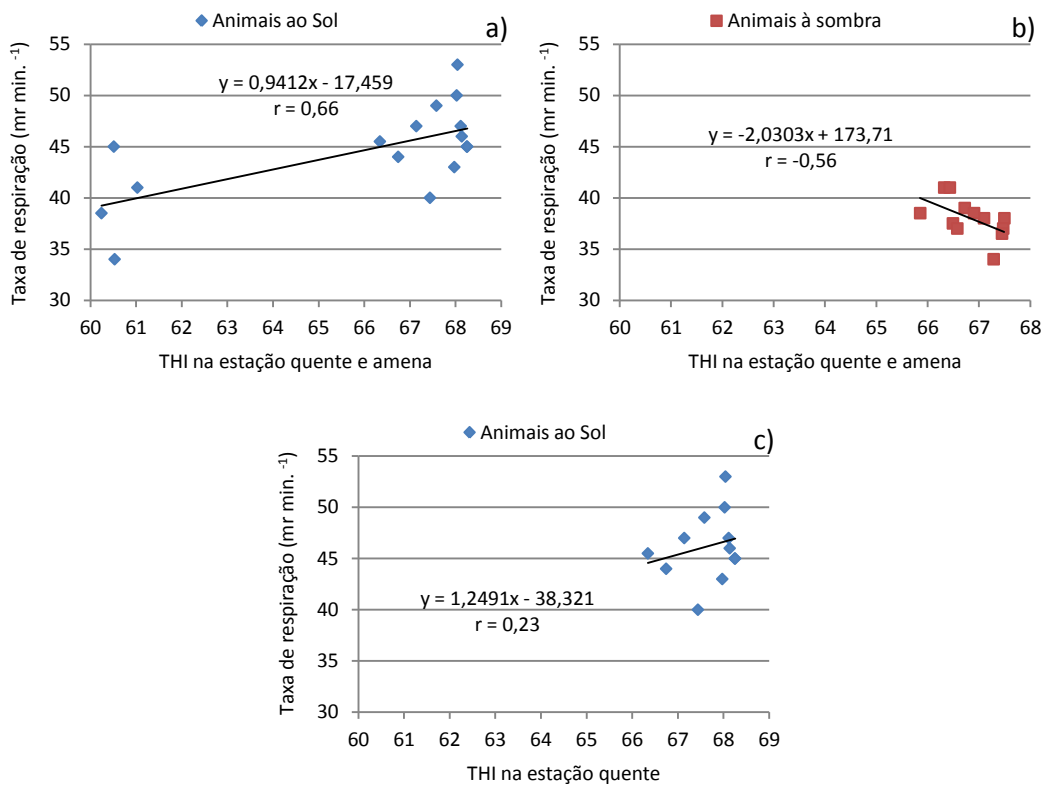 Animais ao Sol
a)
Taxa de respiração (mr min. ⁻¹)
55
50
45
40
35
30
y = 0,9412x - 17,459
r = 0,66
60 61 62 63 64 65 66 67 68 69
THI na estação quente e amena
Animais à sombra
b)
Taxa de respiração (mr min. ⁻¹)
55
50
45
40
35
30
y = -2,0303x + 173,71
r = -0,56
60 61 62 63 64 65 66 67 68
THI na estação quente e amena
Animais ao Sol
c)
Taxa de respiração (mr min. ⁻¹)
55
50
45
40
35
30
y = 1,2491x - 38,321
r = 0,23
60 61 62 63 64 65 66 67 68 69
THI na estação quente